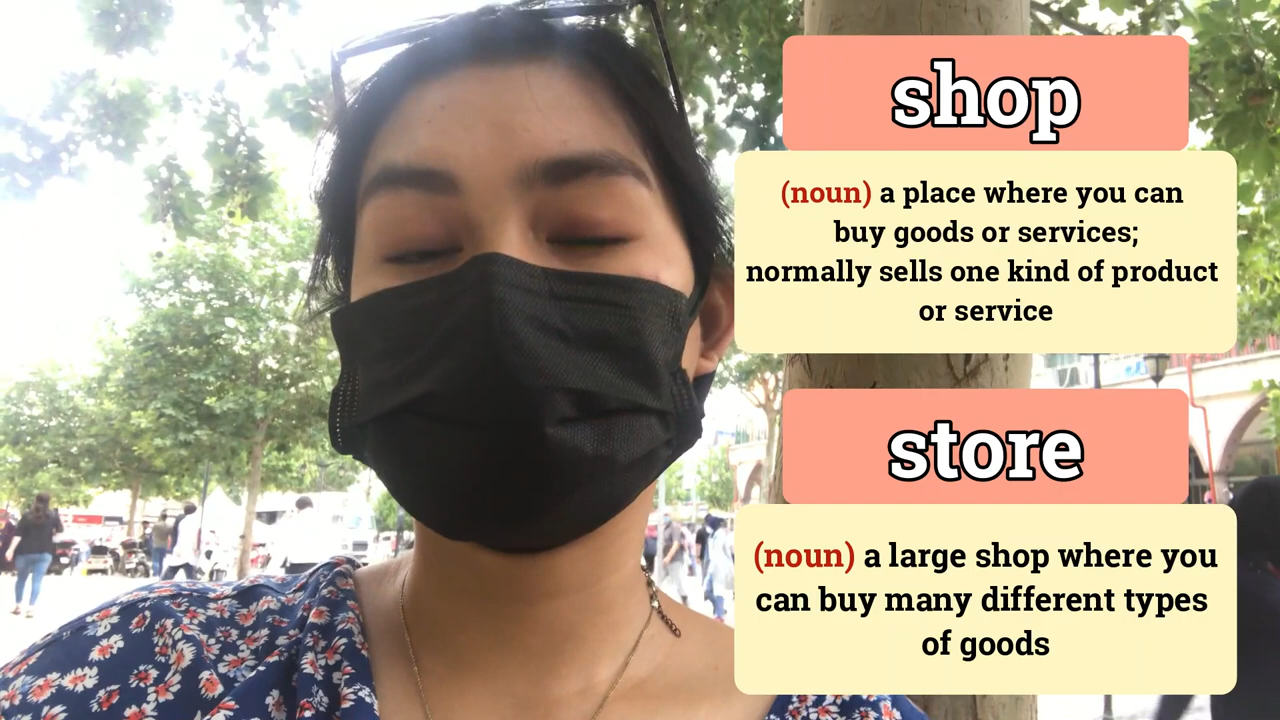 shop
(noun) a place where you can
buy goods or services;
normally sells one kind of product
or service
store
(noun) a large shop where you
can buy many different types
of goods